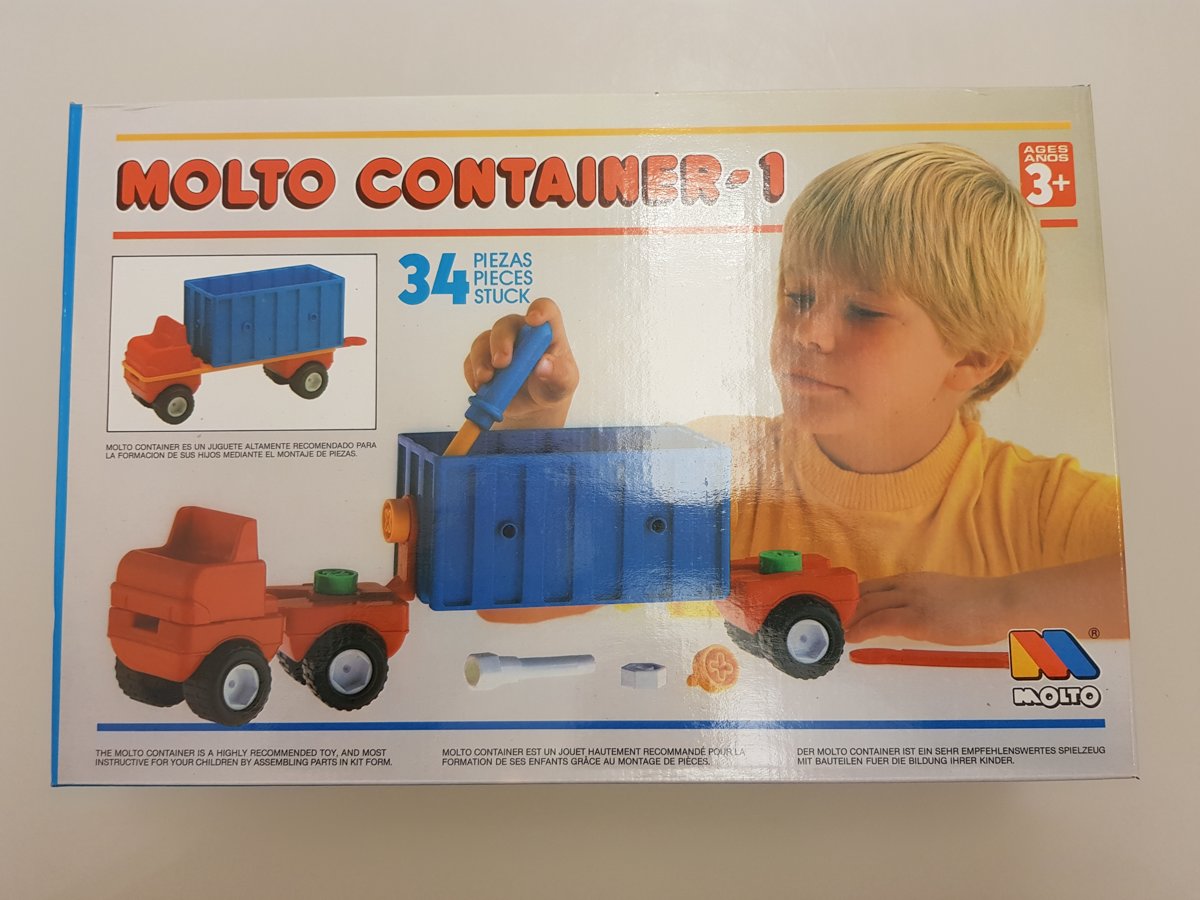 MOLTO CONTAINER-1
AGES
AÑOS
3+
34 PIEZAS
PIECES
STUCK
MOLTO CONTAINER ES UN JUGUETE ALTAMENTE RECOMENDADO PARA
LA FORMACION DE SUS HIJOS MEDIANTE EL MONTAJE DE PIEZAS.
®
MOLTO
THE MOLTO CONTAINER IS A HIGHLY RECOMMENDED TOY, AND MOST
INSTRUCTIVE FOR YOUR CHILDREN BY ASSEMBLING PARTS IN KIT FORM.
MOLTO CONTAINER EST UN JOUET HAUTEMENT RECOMMANDÉ POUR LA
FORMATION DE SES ENFANTS GRÂCE AU MONTAGE DE PIÈCES.
DER MOLTO CONTAINER IST EIN SEHR EMPFEHLENSWERTES SPIELZEUG
MIT BAUTEILEN FUER DIE BILDUNG IHRER KINDER.